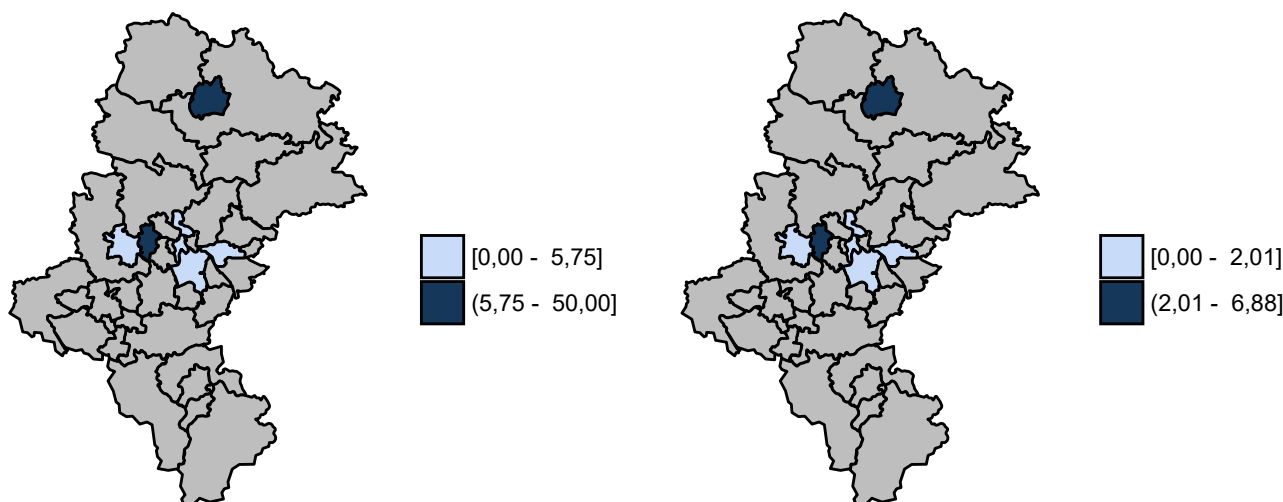 [0,00 -  5,75]
(5,75 -  50,00]
[0,00 -  2,01]
(2,01 -  6,88]